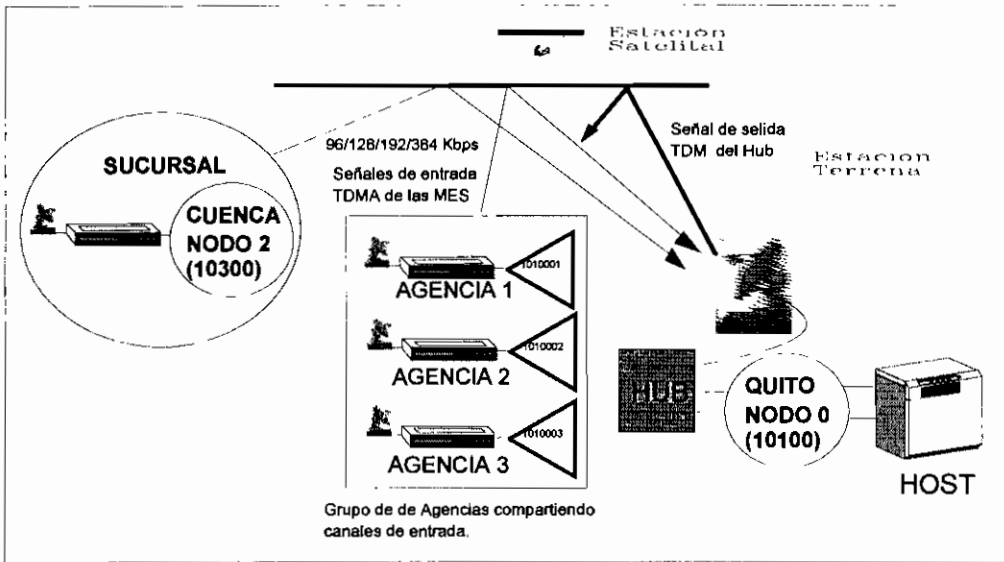 Estación
Satelital
96/128/192/384 Kbps
Señales de entrada
TDMA de las MES
Señal de selida
TDM del Hub
Estación
Terrena
SUCURSAL
CUENCA
NODO 2
(10300)
1010001
AGENCIA 1
1010002
AGENCIA 2
1010003
AGENCIA 3
Grupo de de Agencias compartiendo
canales de entrada.
HUB
QUITO
NODO 0
(10100)
HOST